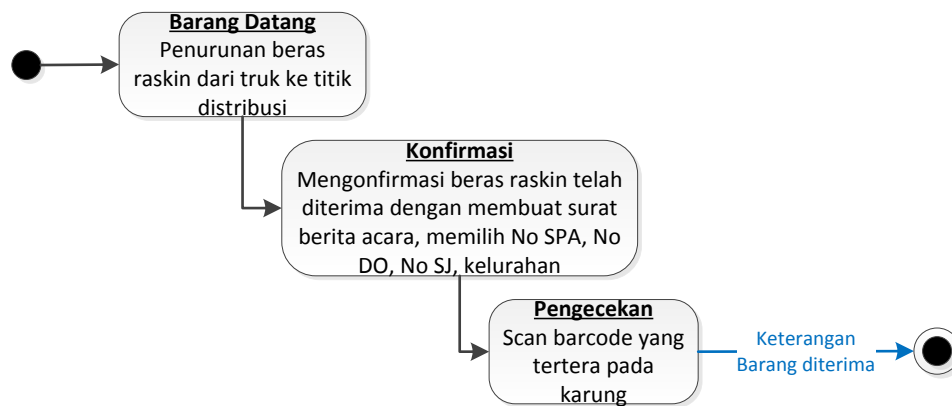 Barang Datang
Penurunan beras
raskin dari truk ke titik
distribusi
Konfirmasi
Mengonfirmasi beras raskin telah
diterima dengan membuat surat
berita acara, memilih No SPA, No
DO, No SJ, kelurahan
Pengecekan
Scan barcode yang
tertera pada
karung
Keterangan
Barang diterima